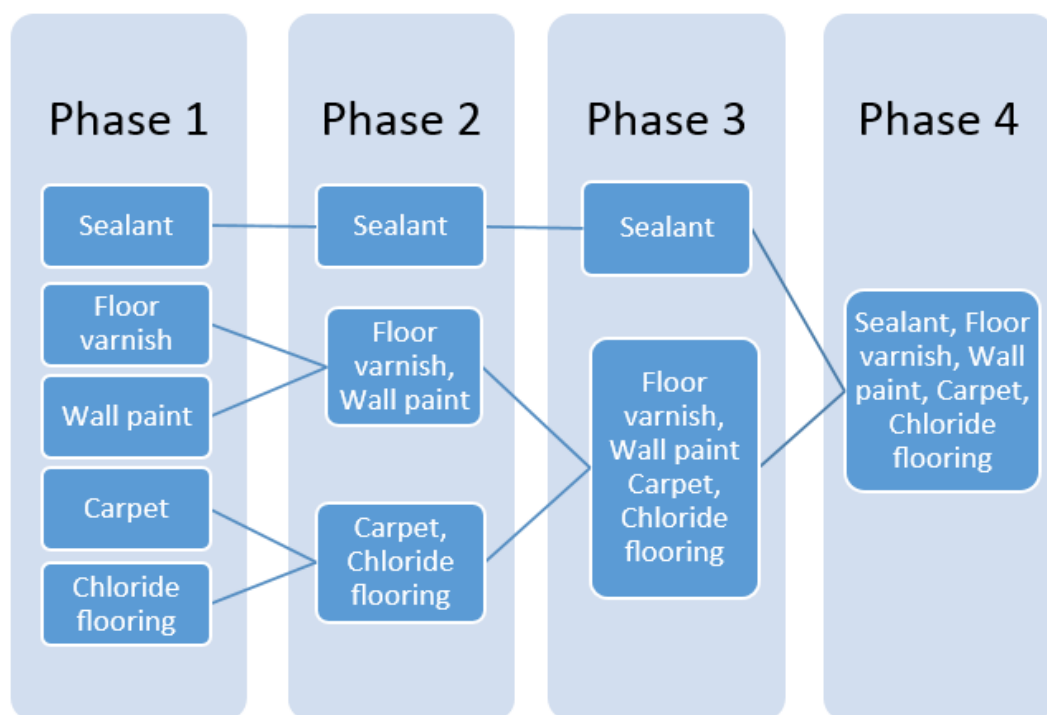 Phase 1
Sealant
Floor
varnish
Wall paint
Carpet
Chloride
flooring
Phase 2
Sealant
Floor
varnish,
Wall paint
Carpet,
Chloride
flooring
Phase 3
Sealant
Floor
varnish,
Wall paint
Carpet,
Chloride
flooring
Phase 4
Sealant, Floor
varnish, Wall
paint, Carpet,
Chloride
flooring